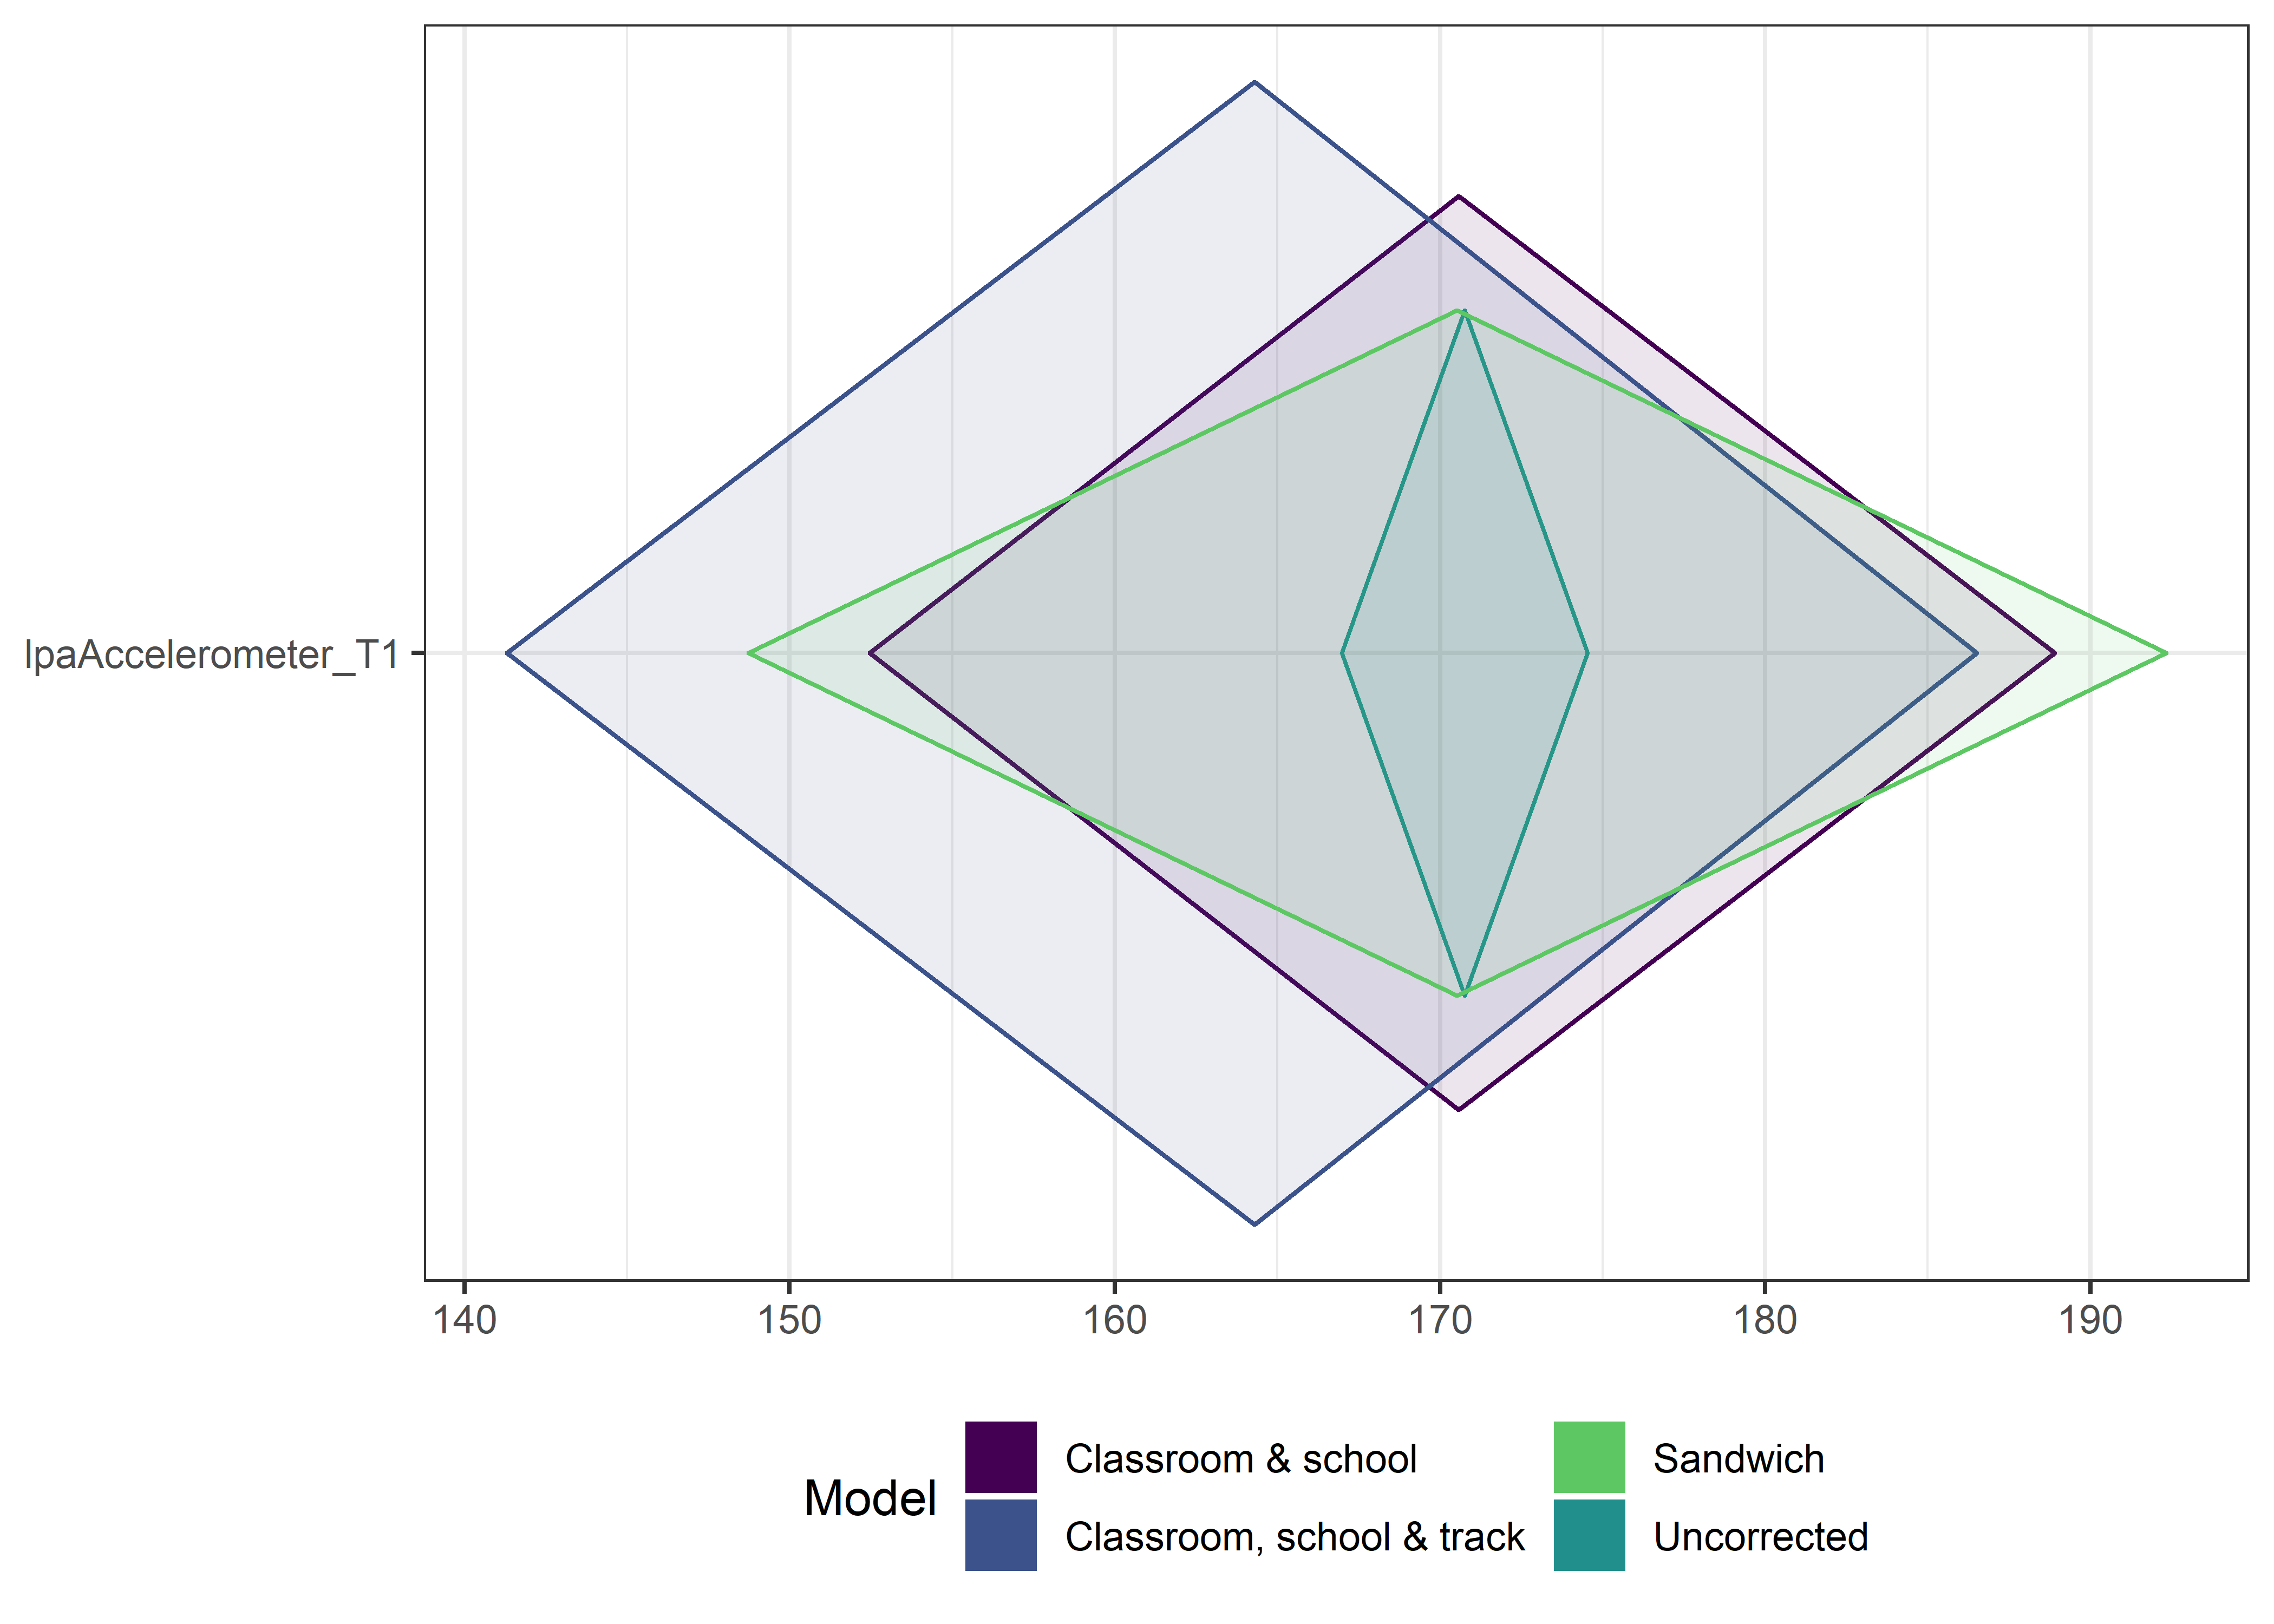 lpaAccelerometer_T1
140 150 160 170 180 190
Model
Classroom & school
Sandwich
Classroom, school & track
Uncorrected